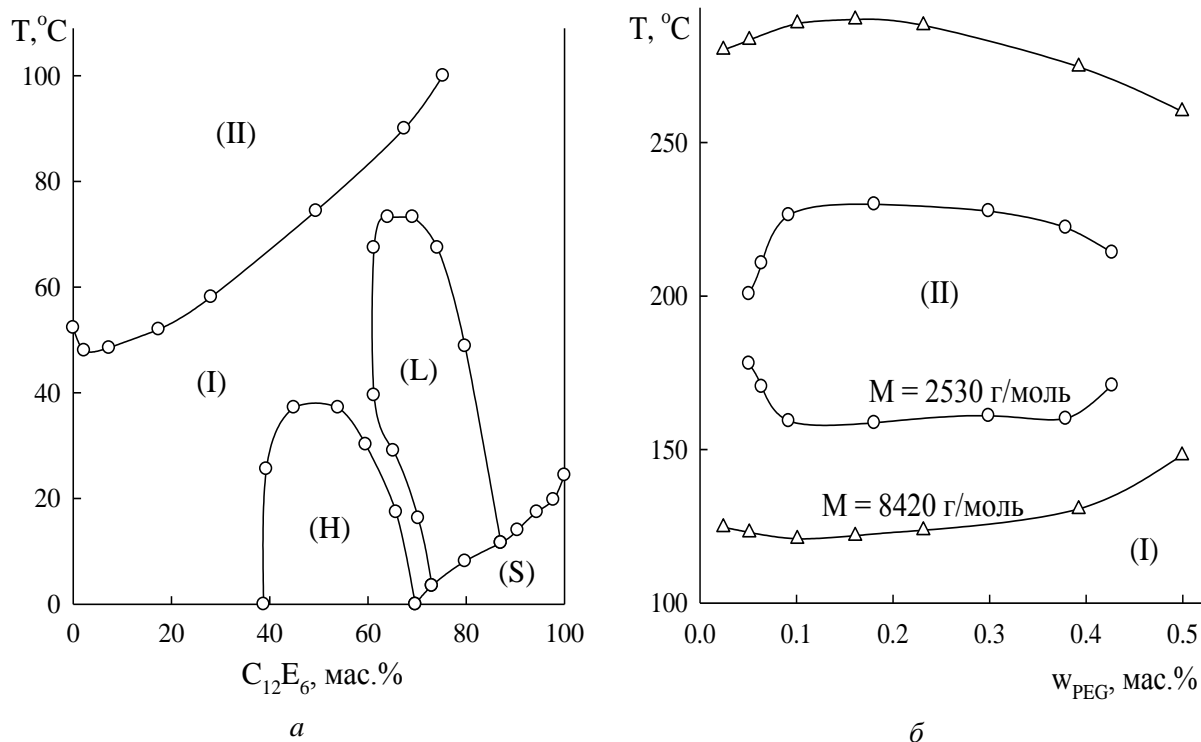 T, °C
100
80
60
40
20
0
(II)
(I)
(L)
(H)
(S)
0 20 40 60 80 100
C₁₂E₆, мас.%
а
T, °C
250
200
150
100
(II)
M = 2530 г/моль
M = 8420 г/моль
(I)
0.0 0.1 0.2 0.3 0.4 0.5
w_PEG, мас.%
б